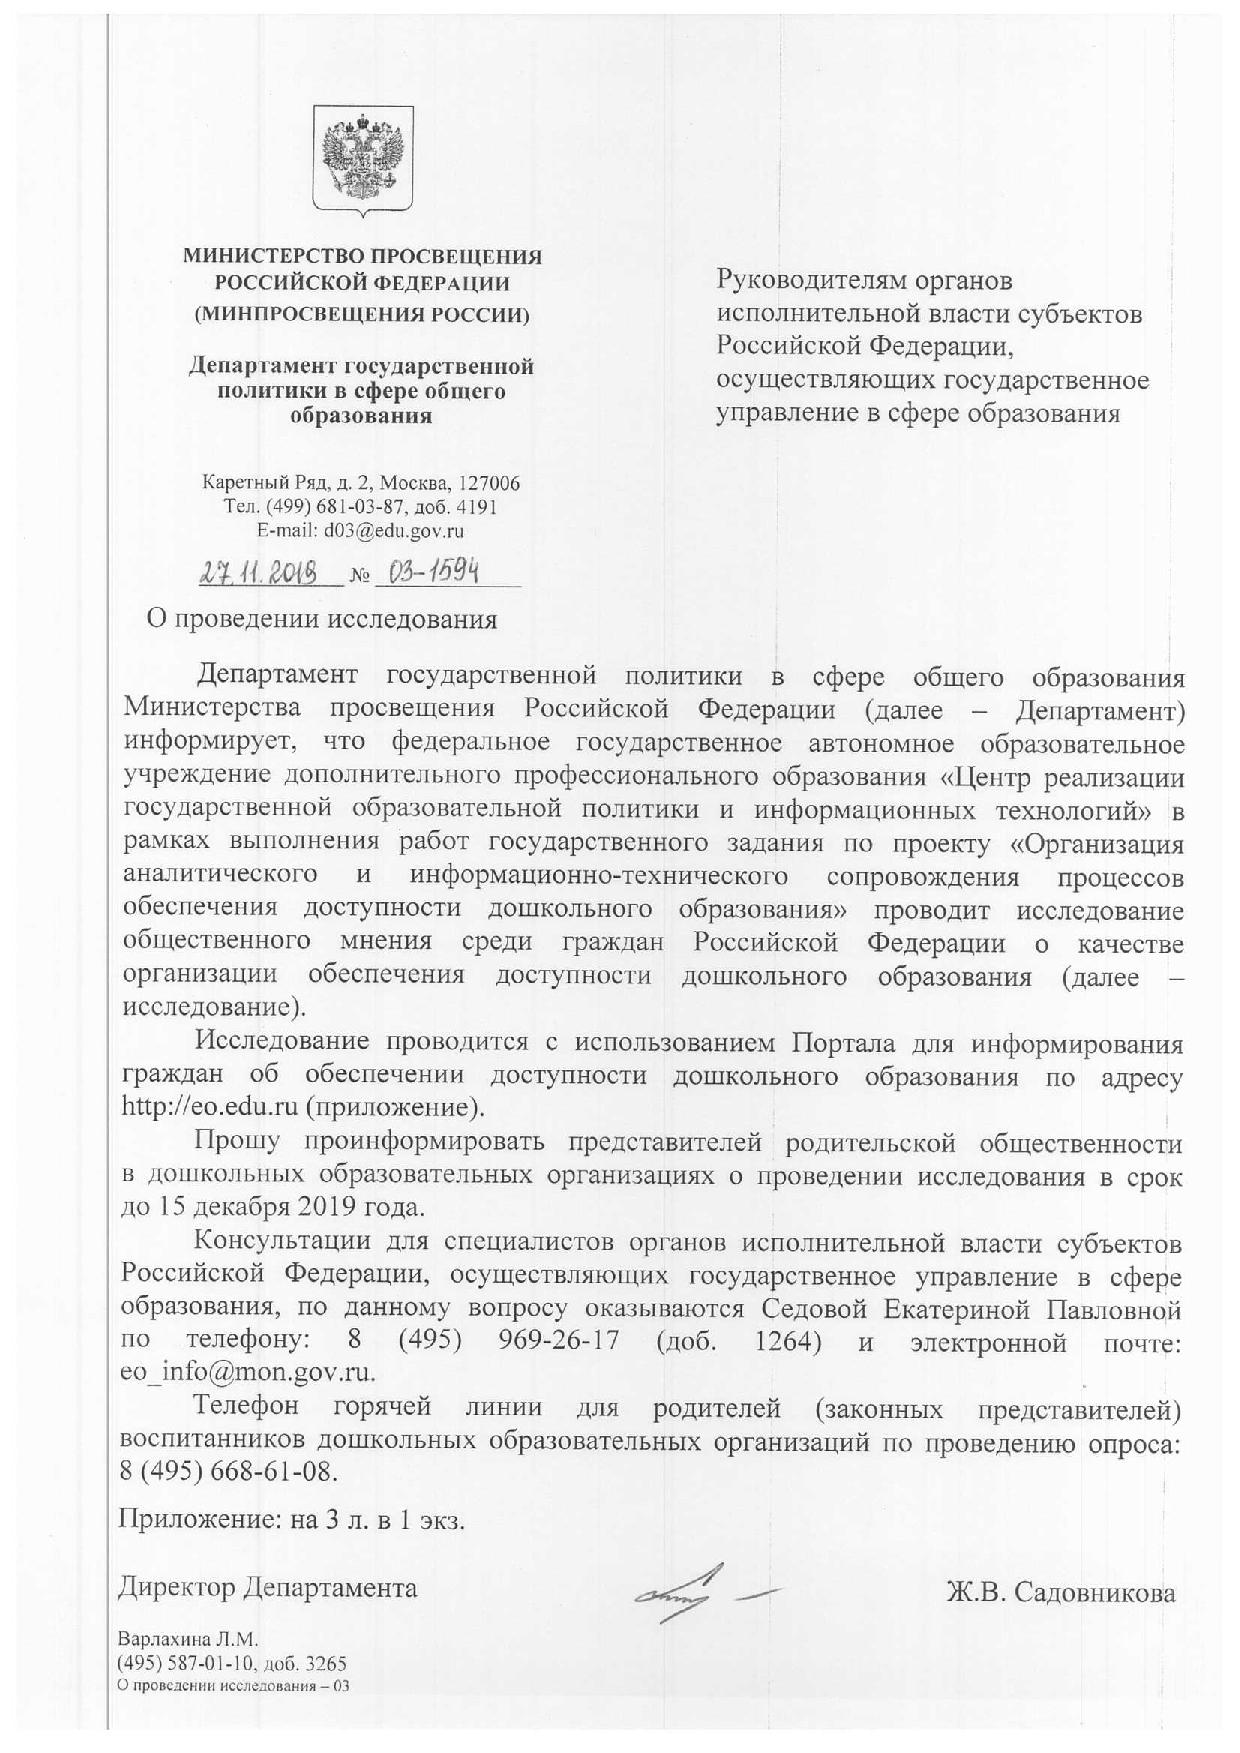 МИНИСТЕРСТВО ПРОСВЕЩЕНИЯ
РОССИЙСКОЙ ФЕДЕРАЦИИ
(МИНПРОСВЕЩЕНИЯ РОССИИ)
Департамент государственной
политики в сфере общего
образования
Каретный Ряд, д. 2, Москва, 127006
Тел. (499) 681-03-87, доб. 4191
E-mail: d03@edu.gov.ru
27.11.2019 № 03-1594
О проведении исследования
Руководителям органов
исполнительной власти субъектов
Российской Федерации,
осуществляющих государственное
управление в сфере образования
Департамент государственной политики в сфере общего образования
Министерства просвещения Российской Федерации (далее – Департамент)
информирует, что федеральное государственное автономное образовательное
учреждение дополнительного профессионального образования «Центр реализации
государственной образовательной политики и информационных технологий» в
рамках выполнения работ государственного задания по проекту «Организация
аналитического и информационно-технического сопровождения процессов
обеспечения доступности дошкольного образования» проводит исследование
общественного мнения среди граждан Российской Федерации о качестве
организации обеспечения доступности дошкольного образования (далее –
исследование).
Исследование проводится с использованием Портала для информирования
граждан об обеспечении доступности дошкольного образования по адресу
http://eo.edu.ru (приложение).
Прошу проинформировать представителей родительской общественности
в дошкольных образовательных организациях о проведении исследования в срок
до 15 декабря 2019 года.
Консультации для специалистов органов исполнительной власти субъектов
Российской Федерации, осуществляющих государственное управление в сфере
образования, по данному вопросу оказываются Седовой Екатериной Павловной
по телефону: 8 (495) 969-26-17 (доб. 1264) и электронной почте:
eo_info@mon.gov.ru.
Телефон горячей линии для родителей (законных представителей)
воспитанников дошкольных образовательных организаций по проведению опроса:
8 (495) 668-61-08.
Приложение: на 3 л. в 1 экз.
Директор Департамента Ж.В. Садовникова
Варлахина Л.М.
(495) 587-01-10, доб. 3265
О проведении исследования – 03